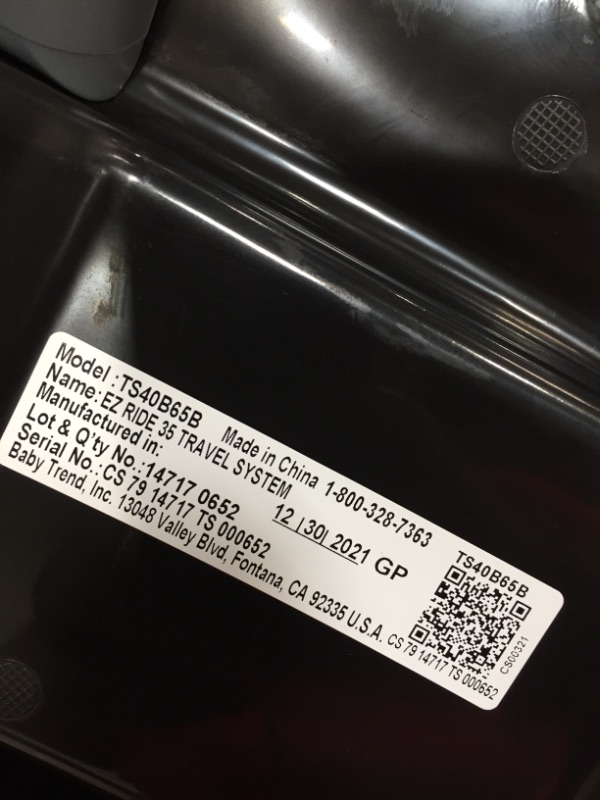 Model :TS40B65B Made in China 1-800-328-7363
Name:EZ RIDE 35 TRAVEL SYSTEM
Manufactured in: 12 |30| 2021 GP
Lot & Q'ty No.:14717 0652
Serial No.:CS 79 14717 TS 000652
Baby Trend, Inc. 13048 Valley Blvd, Fontana, CA 92335 U.S.A.
TS40B65B
CS00321
CS 79 14717 TS 000652